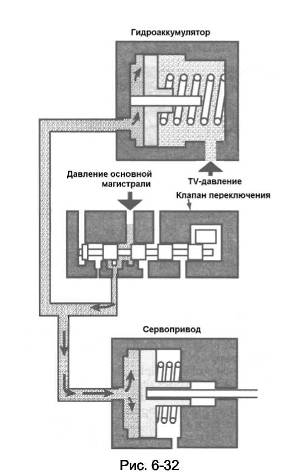 Гидроаккумулятор
Давление основной
магистрали
TV-давление
Клапан переключения
Сервопривод
Рис. 6-32